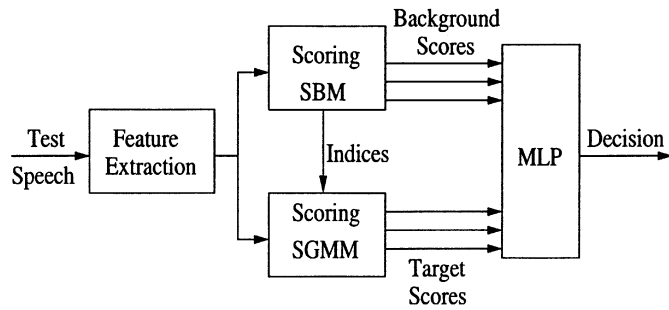 Test
Speech
Feature
Extraction
Scoring
SBM
Background
Scores
Indices
Scoring
SGMM
Target
Scores
MLP
Decision